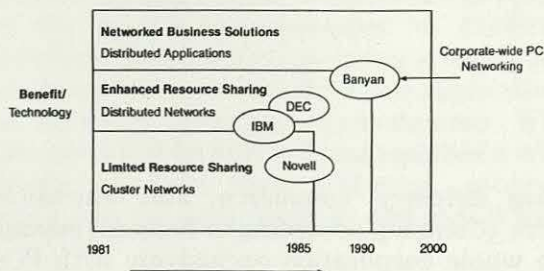 Networked Business Solutions
Distributed Applications
Corporate-wide PC
Networking
Banyan
Benefit/
Technology
Enhanced Resource Sharing
Distributed Networks
DEC
IBM
Limited Resource Sharing
Cluster Networks
Novell
1981
1985
1990
2000